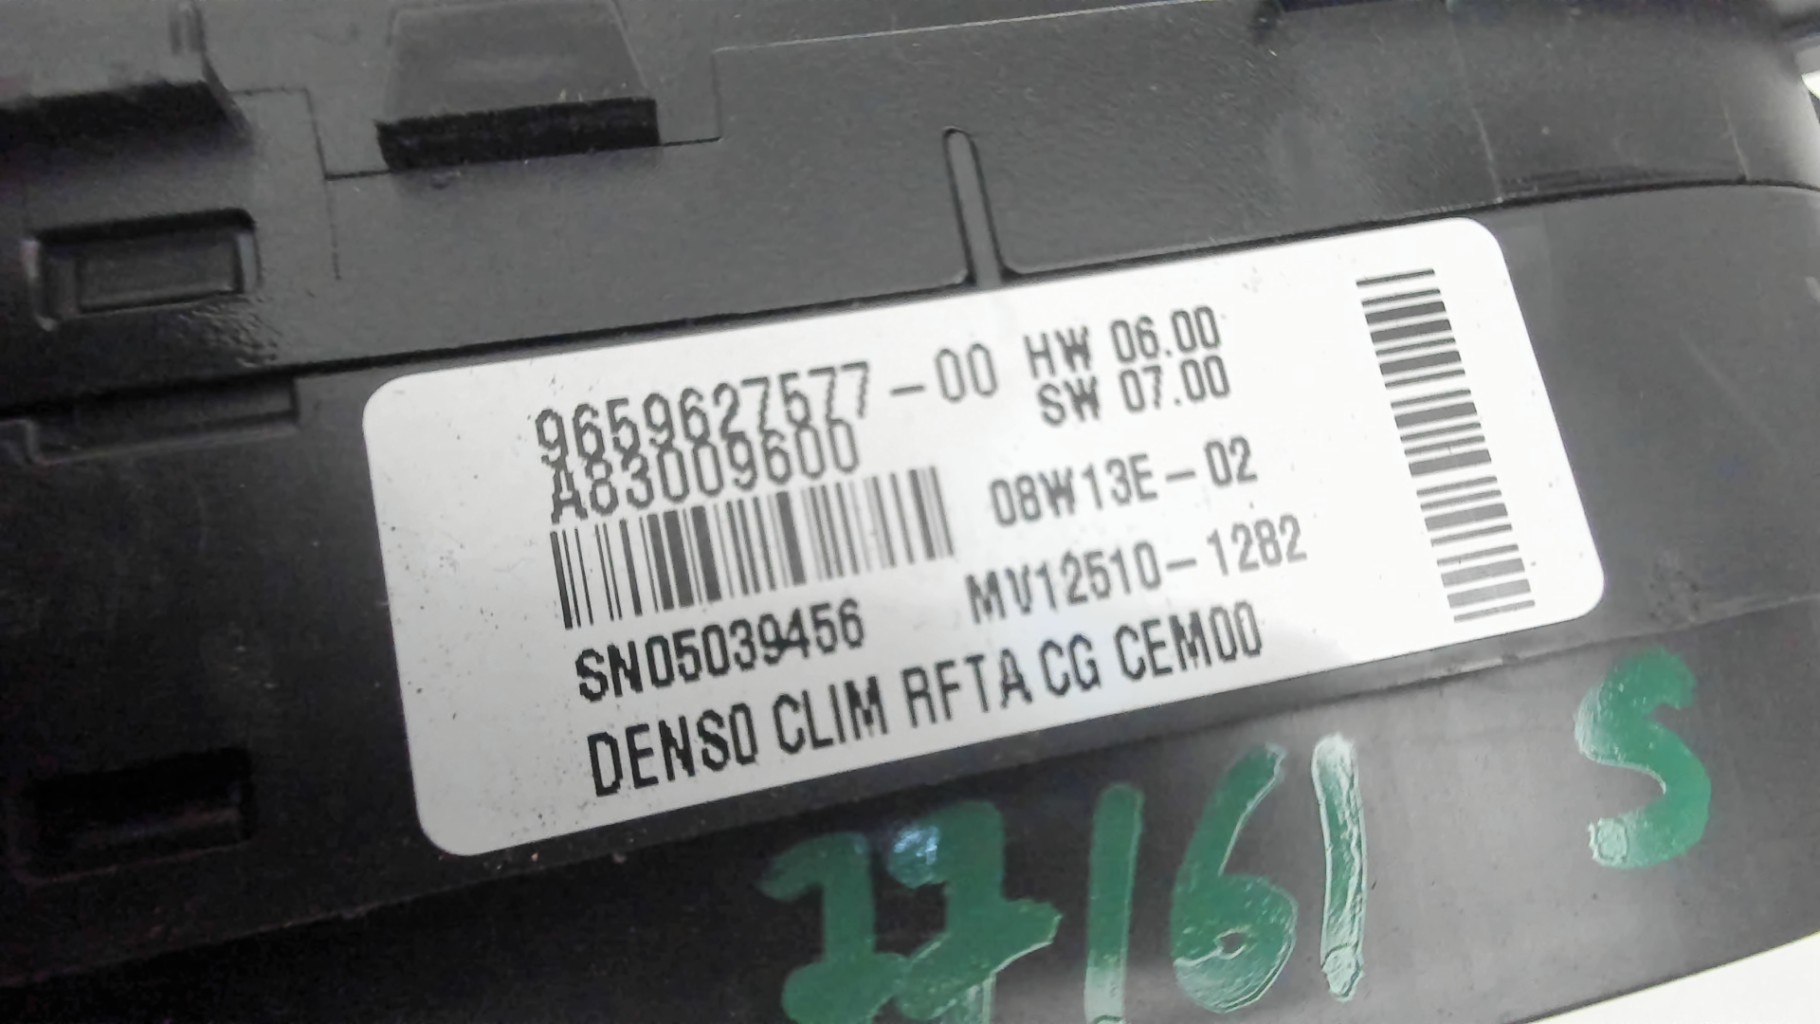 9659627577-00 HW 06.00
A83009600 SW 07.00
08W13E-02
MV12510-1282
SN05039456
DENSO CLIM RFTA CG CEM00
S